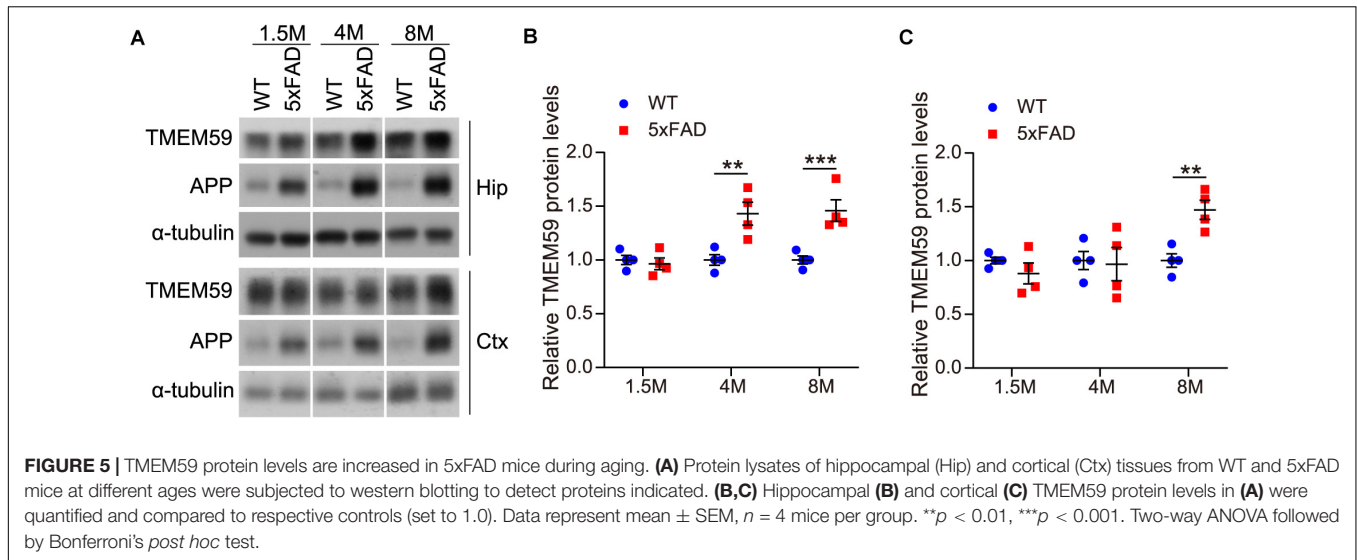 A
1.5M 4M 8M
WT 5xFAD WT 5xFAD WT 5xFAD
TMEM59
APP
α-tubulin
Hip
TMEM59
APP
α-tubulin
Ctx
B
WT
5xFAD
Relative TMEM59 protein levels
2.0
1.5
1.0
0.5
0.0
** ***
1.5M 4M 8M
C
WT
5xFAD
Relative TMEM59 protein levels
2.0
1.5
1.0
0.5
0.0
**
1.5M 4M 8M
FIGURE 5 | TMEM59 protein levels are increased in 5xFAD mice during aging. (A) Protein lysates of hippocampal (Hip) and cortical (Ctx) tissues from WT and 5xFAD
mice at different ages were subjected to western blotting to detect proteins indicated. (B,C) Hippocampal (B) and cortical (C) TMEM59 protein levels in (A) were
quantified and compared to respective controls (set to 1.0). Data represent mean ± SEM, n = 4 mice per group. **p < 0.01, ***p < 0.001. Two-way ANOVA followed
by Bonferroni's post hoc test.